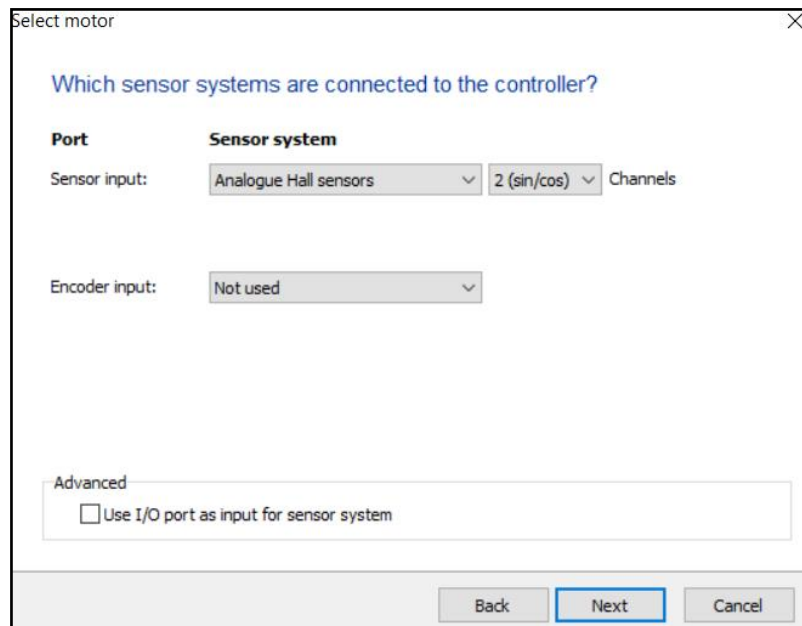 Select motor
Which sensor systems are connected to the controller?
Port Sensor system
Sensor input: Analogue Hall sensors 2 (sin/cos) Channels
Encoder input: Not used
Advanced
Use I/O port as input for sensor system
Back Next Cancel